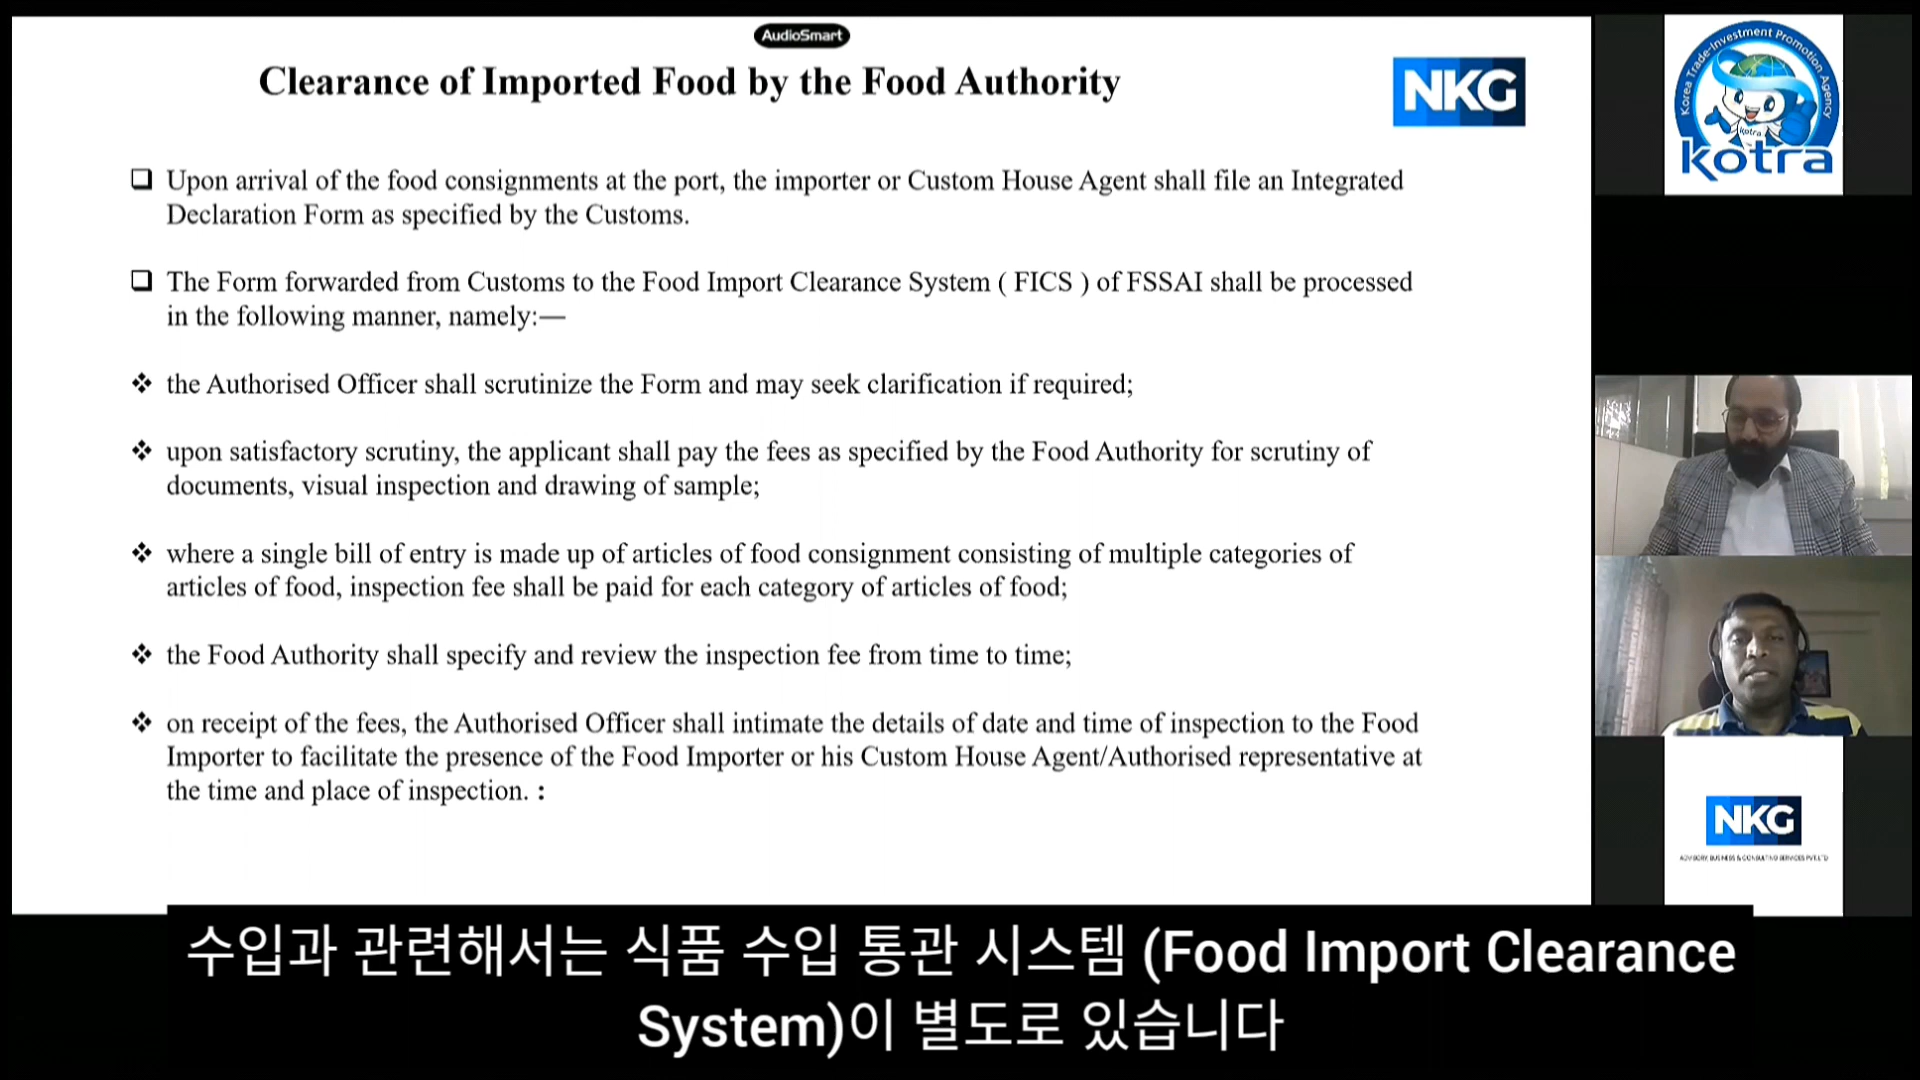 AudioSmart
Clearance of Imported Food by the Food Authority
NKG
❑ Upon arrival of the food consignments at the port, the importer or Custom House Agent shall file an Integrated
Declaration Form as specified by the Customs.
❑ The Form forwarded from Customs to the Food Import Clearance System ( FICS ) of FSSAI shall be processed
in the following manner, namely:—
❖ the Authorised Officer shall scrutinize the Form and may seek clarification if required;
❖ upon satisfactory scrutiny, the applicant shall pay the fees as specified by the Food Authority for scrutiny of
documents, visual inspection and drawing of sample;
❖ where a single bill of entry is made up of articles of food consignment consisting of multiple categories of
articles of food, inspection fee shall be paid for each category of articles of food;
❖ the Food Authority shall specify and review the inspection fee from time to time;
❖ on receipt of the fees, the Authorised Officer shall intimate the details of date and time of inspection to the Food
Importer to facilitate the presence of the Food Importer or his Custom House Agent/Authorised representative at
the time and place of inspection. :
Korea Trade-Investment Promotion Agency
kotra
kotra
NKG
ADVISORY, BUSINESS & CONSULTING SERVICES PVT.LTD
수입과 관련해서는 식품 수입 통관 시스템 (Food Import Clearance
System)이 별도로 있습니다